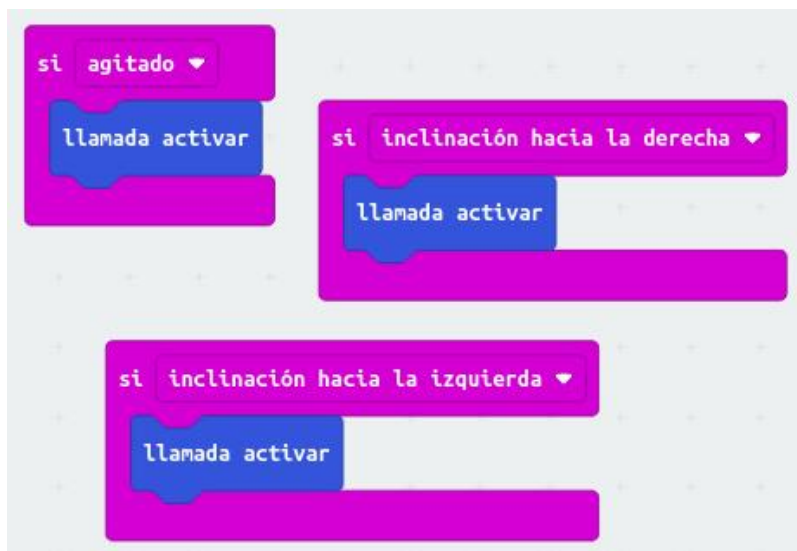 si agitado
llamada activar
si inclinación hacia la derecha
llamada activar
si inclinación hacia la izquierda
llamada activar